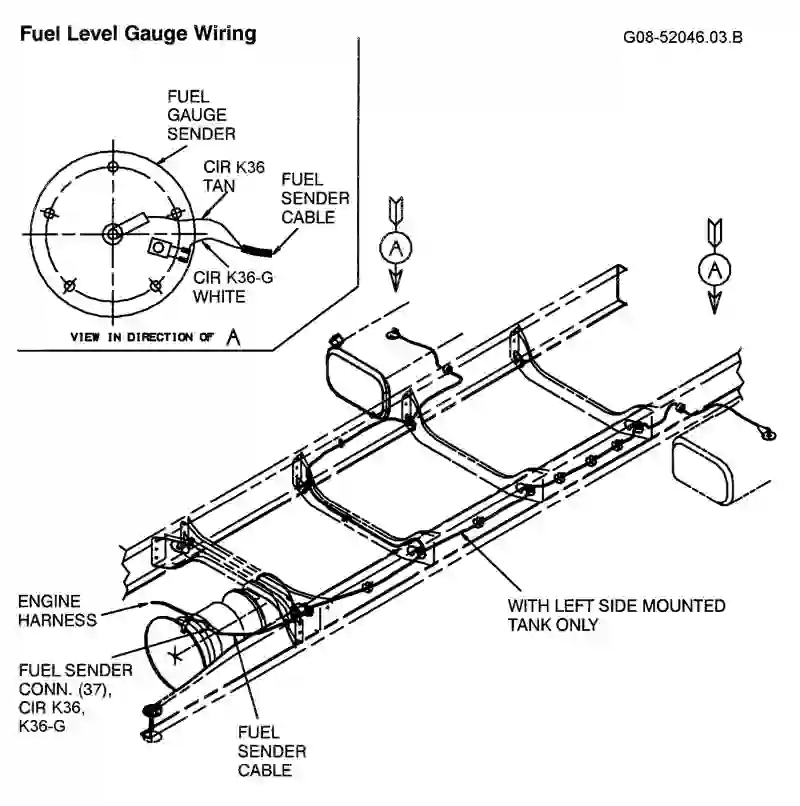 Fuel Level Gauge Wiring
G08-52046.03.B
FUEL
GAUGE
SENDER
CIR K36
TAN
FUEL
SENDER
CABLE
CIR K36-G
WHITE
VIEW IN DIRECTION OF A
A
A
ENGINE
HARNESS
WITH LEFT SIDE MOUNTED
TANK ONLY
FUEL SENDER
CONN. (37),
CIR K36,
K36-G
FUEL
SENDER
CABLE